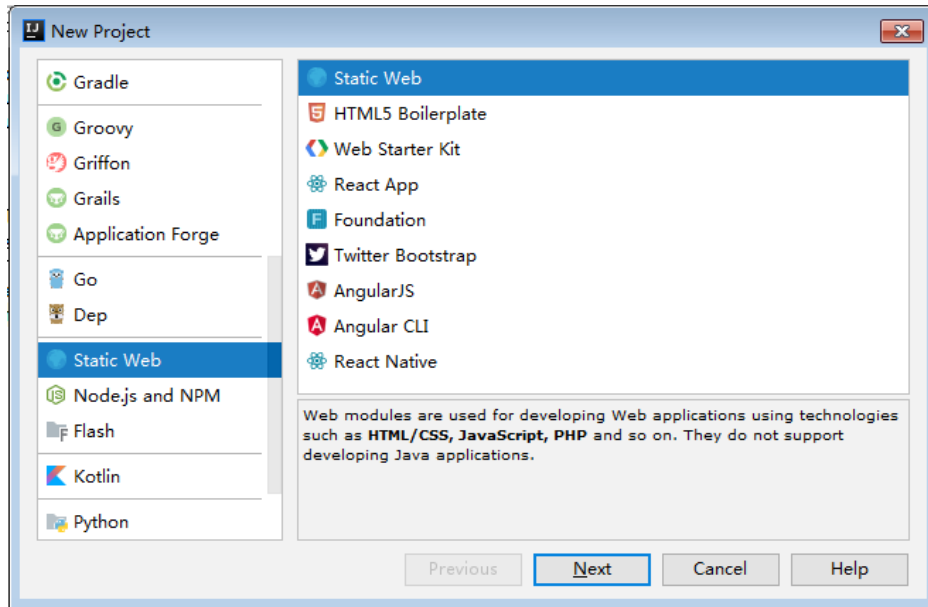 New Project
Gradle
Groovy
Griffon
Grails
Application Forge
Go
Dep
Static Web
Node.js and NPM
Flash
Kotlin
Python
Static Web
HTML5 Boilerplate
Web Starter Kit
React App
Foundation
Twitter Bootstrap
AngularJS
Angular CLI
React Native
Web modules are used for developing Web applications using technologies
such as HTML/CSS, JavaScript, PHP and so on. They do not support
developing Java applications.
Previous
Next
Cancel
Help